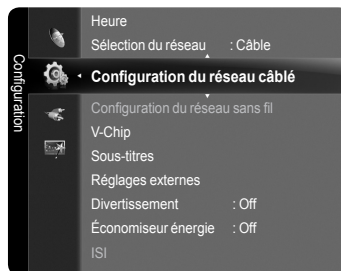 Configuration
Heure
Sélection du réseau : Câble
Configuration du réseau câblé
Configuration du réseau sans fil
V-Chip
Sous-titres
Réglages externes
Divertissement : Off
Économiseur énergie : Off
ISI